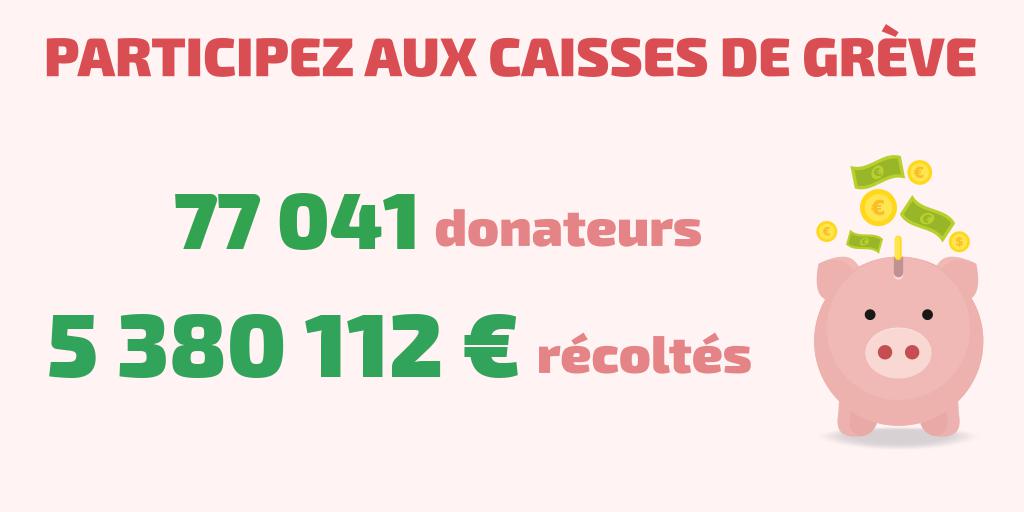 PARTICIPEZ AUX CAISSES DE GRÈVE
77 041 donateurs
5 380 112 € récoltés